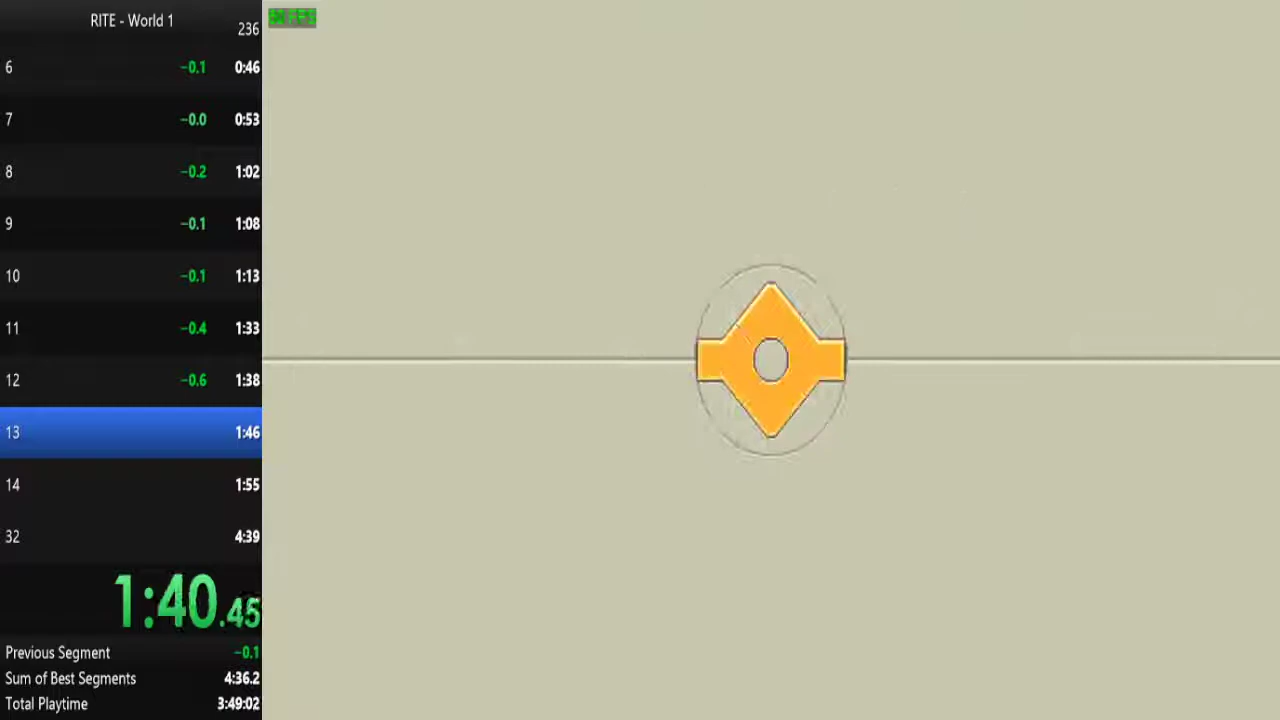 RITE - World 1
236
6 −0.1 0:46
7 −0.0 0:53
8 −0.2 1:02
9 −0.1 1:08
10 −0.1 1:13
11 −0.4 1:33
12 −0.6 1:38
13 1:46
14 1:55
32 4:39
1:40.45
Previous Segment −0.1
Sum of Best Segments 4:36.2
Total Playtime 3:49:02